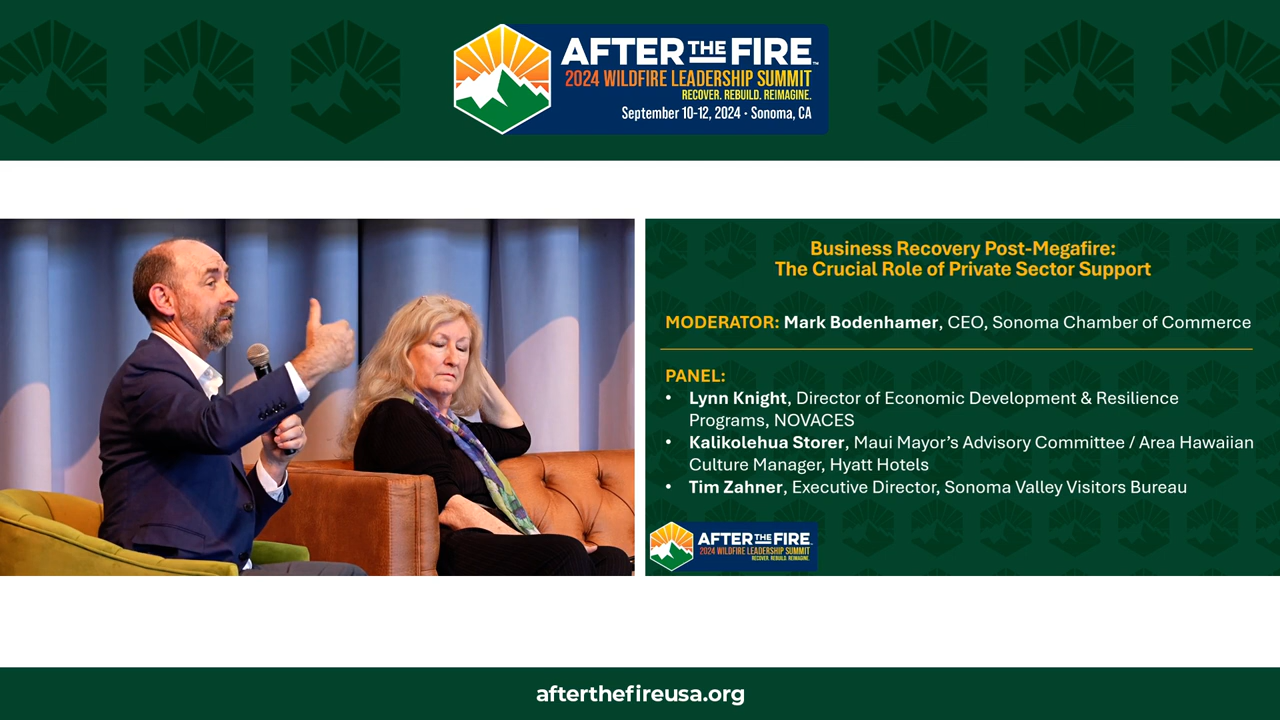 AFTER THE FIRE™
2024 WILDFIRE LEADERSHIP SUMMIT
RECOVER. REBUILD. REIMAGINE.
September 10-12, 2024 · Sonoma, CA
Business Recovery Post-Megafire:
The Crucial Role of Private Sector Support
MODERATOR: Mark Bodenhamer, CEO, Sonoma Chamber of Commerce
PANEL:
• Lynn Knight, Director of Economic Development & Resilience
Programs, NOVACES
• Kalikolehua Storer, Maui Mayor’s Advisory Committee / Area Hawaiian
Culture Manager, Hyatt Hotels
• Tim Zahner, Executive Director, Sonoma Valley Visitors Bureau
AFTER THE FIRE
2024 WILDFIRE LEADERSHIP SUMMIT
RECOVER. REBUILD. REIMAGINE.
afterthefireusa.org